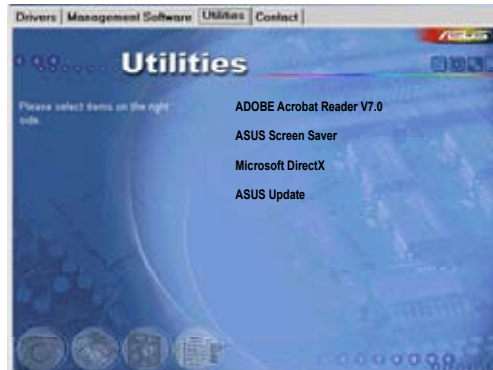 Drivers Management Software Utilities Contact
ASUS
Utilities
Please select items on the right
side.
ADOBE Acrobat Reader V7.0
ASUS Screen Saver
Microsoft DirectX
ASUS Update